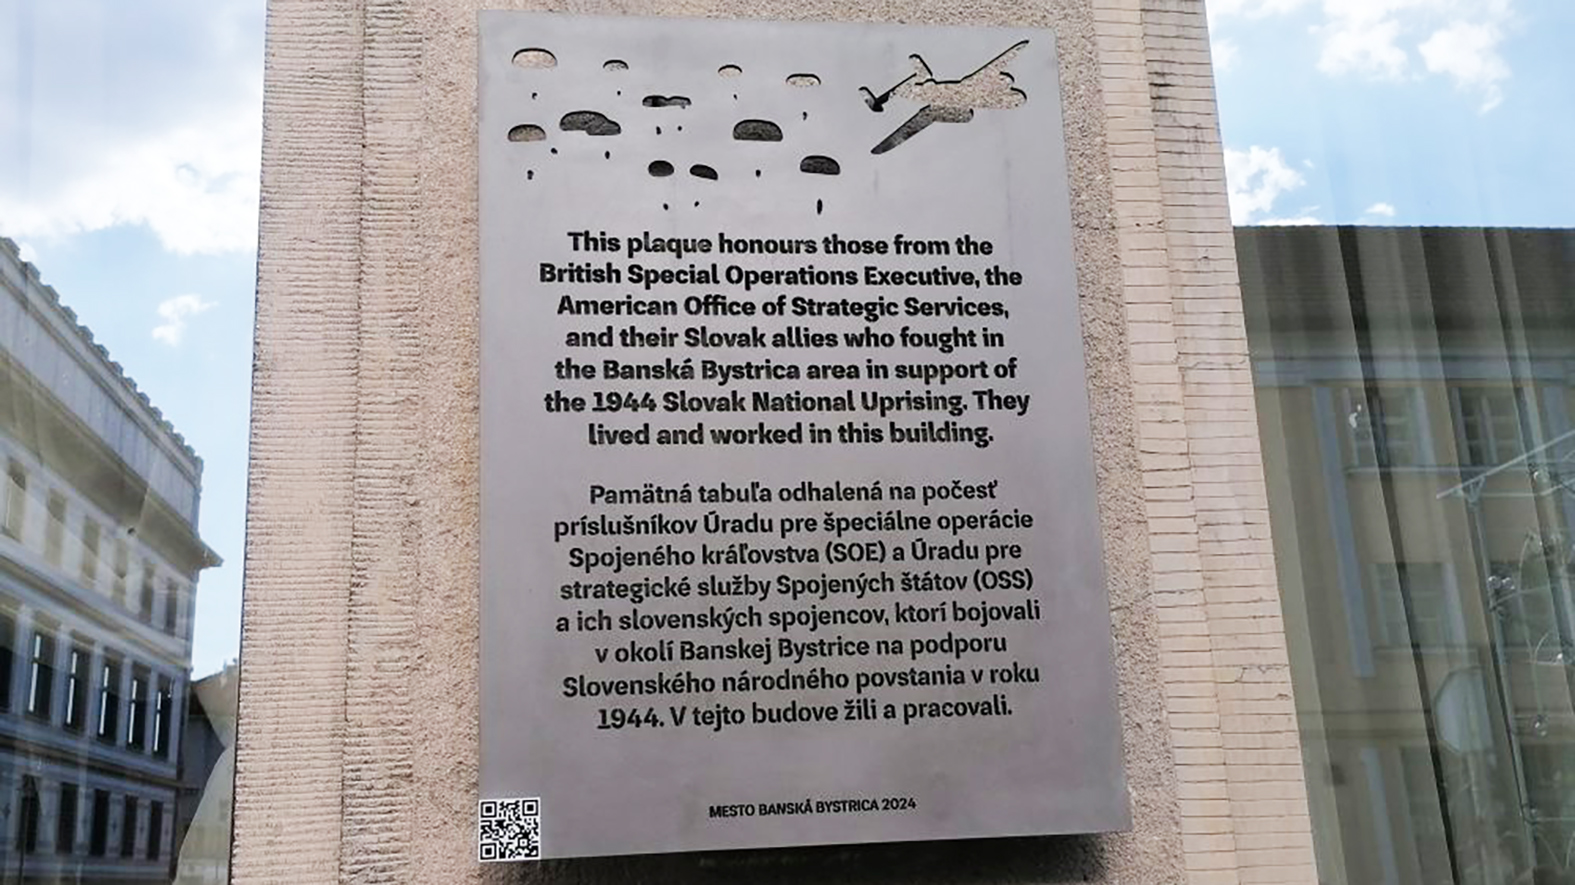 This plaque honours those from the
British Special Operations Executive, the
American Office of Strategic Services,
and their Slovak allies who fought in
the Banská Bystrica area in support of
the 1944 Slovak National Uprising. They
lived and worked in this building.
Pamätná tabuľa odhalená na počesť
príslušníkov Úradu pre špeciálne operácie
Spojeného kráľovstva (SOE) a Úradu pre
strategické služby Spojených štátov (OSS)
a ich slovenských spojencov, ktorí bojovali
v okolí Banskej Bystrice na podporu
Slovenského národného povstania v roku
1944. V tejto budove žili a pracovali.
MESTO BANSKÁ BYSTRICA 2024